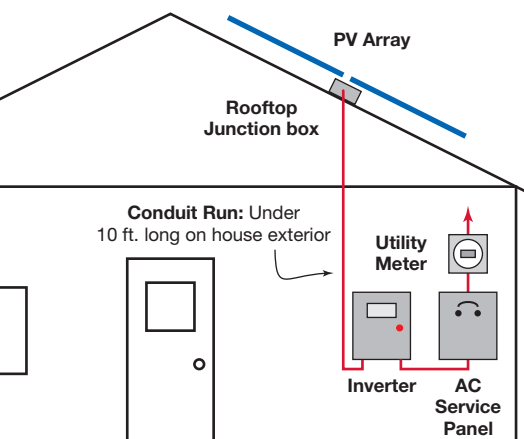 PV Array
Rooftop
Junction box
Conduit Run: Under
10 ft. long on house exterior
Utility
Meter
Inverter
AC
Service
Panel